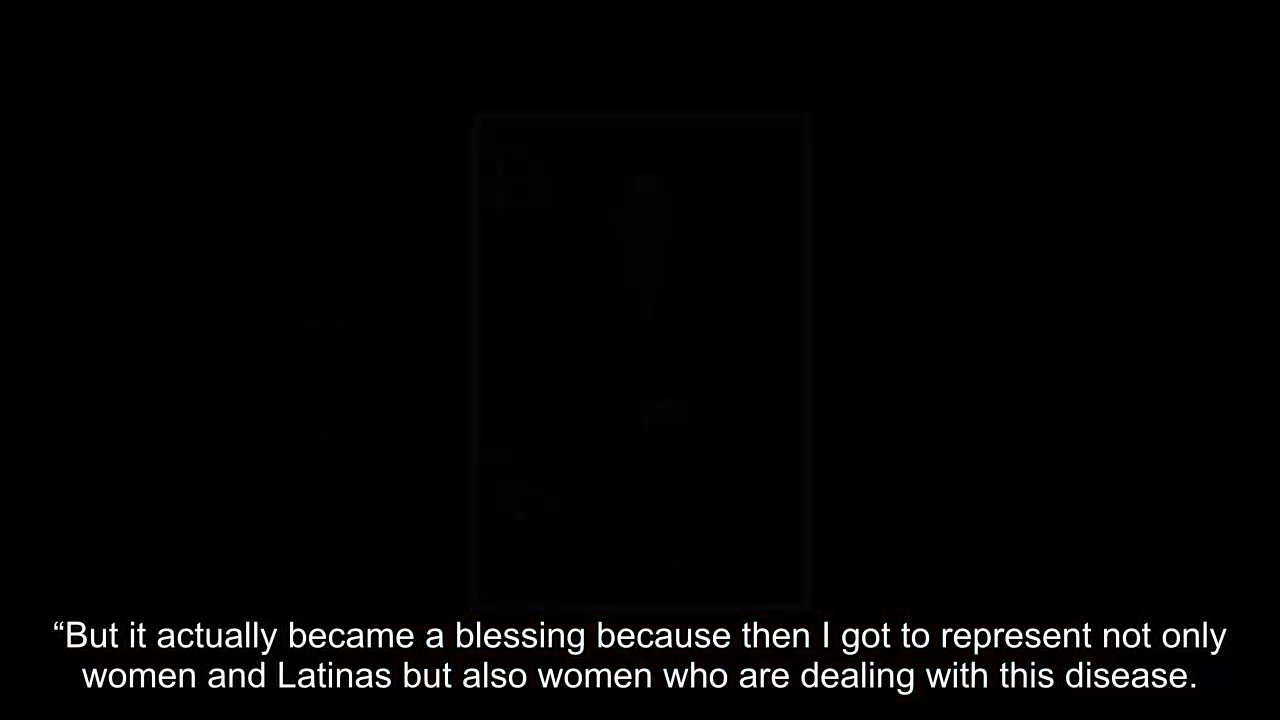 “But it actually became a blessing because then I got to represent not only
women and Latinas but also women who are dealing with this disease.